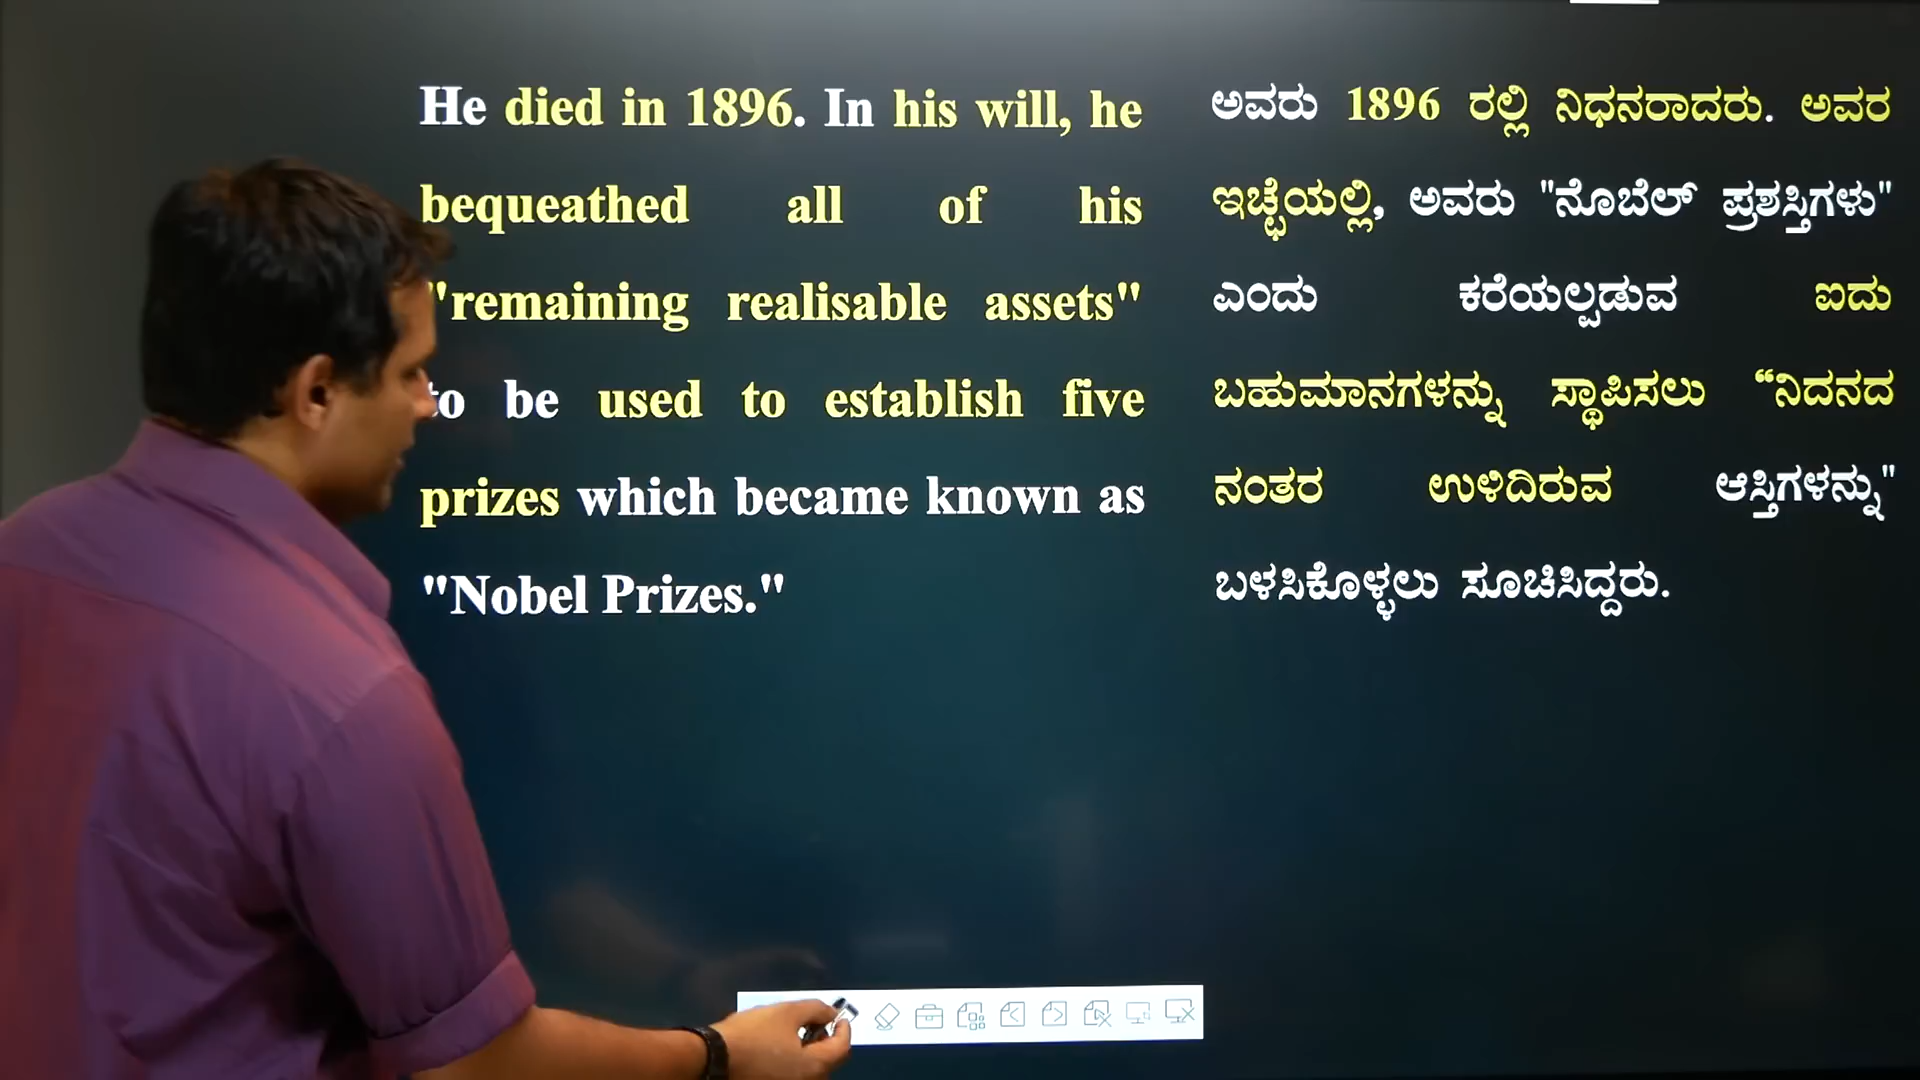 He died in 1896. In his will, he
bequeathed all of his
"remaining realisable assets"
to be used to establish five
prizes which became known as
"Nobel Prizes."
ಅವರು 1896 ರಲ್ಲಿ ನಿಧನರಾದರು. ಅವರ
ಇಚ್ಛೆಯಲ್ಲಿ, ಅವರು "ನೊಬೆಲ್ ಪ್ರಶಸ್ತಿಗಳು"
ಎಂದು ಕರೆಯಲ್ಪಡುವ ಐದು
ಬಹುಮಾನಗಳನ್ನು ಸ್ಥಾಪಿಸಲು “ನಿದನದ
ನಂತರ ಉಳಿದಿರುವ ಆಸ್ತಿಗಳನ್ನು"
ಬಳಸಿಕೊಳ್ಳಲು ಸೂಚಿಸಿದ್ದರು.